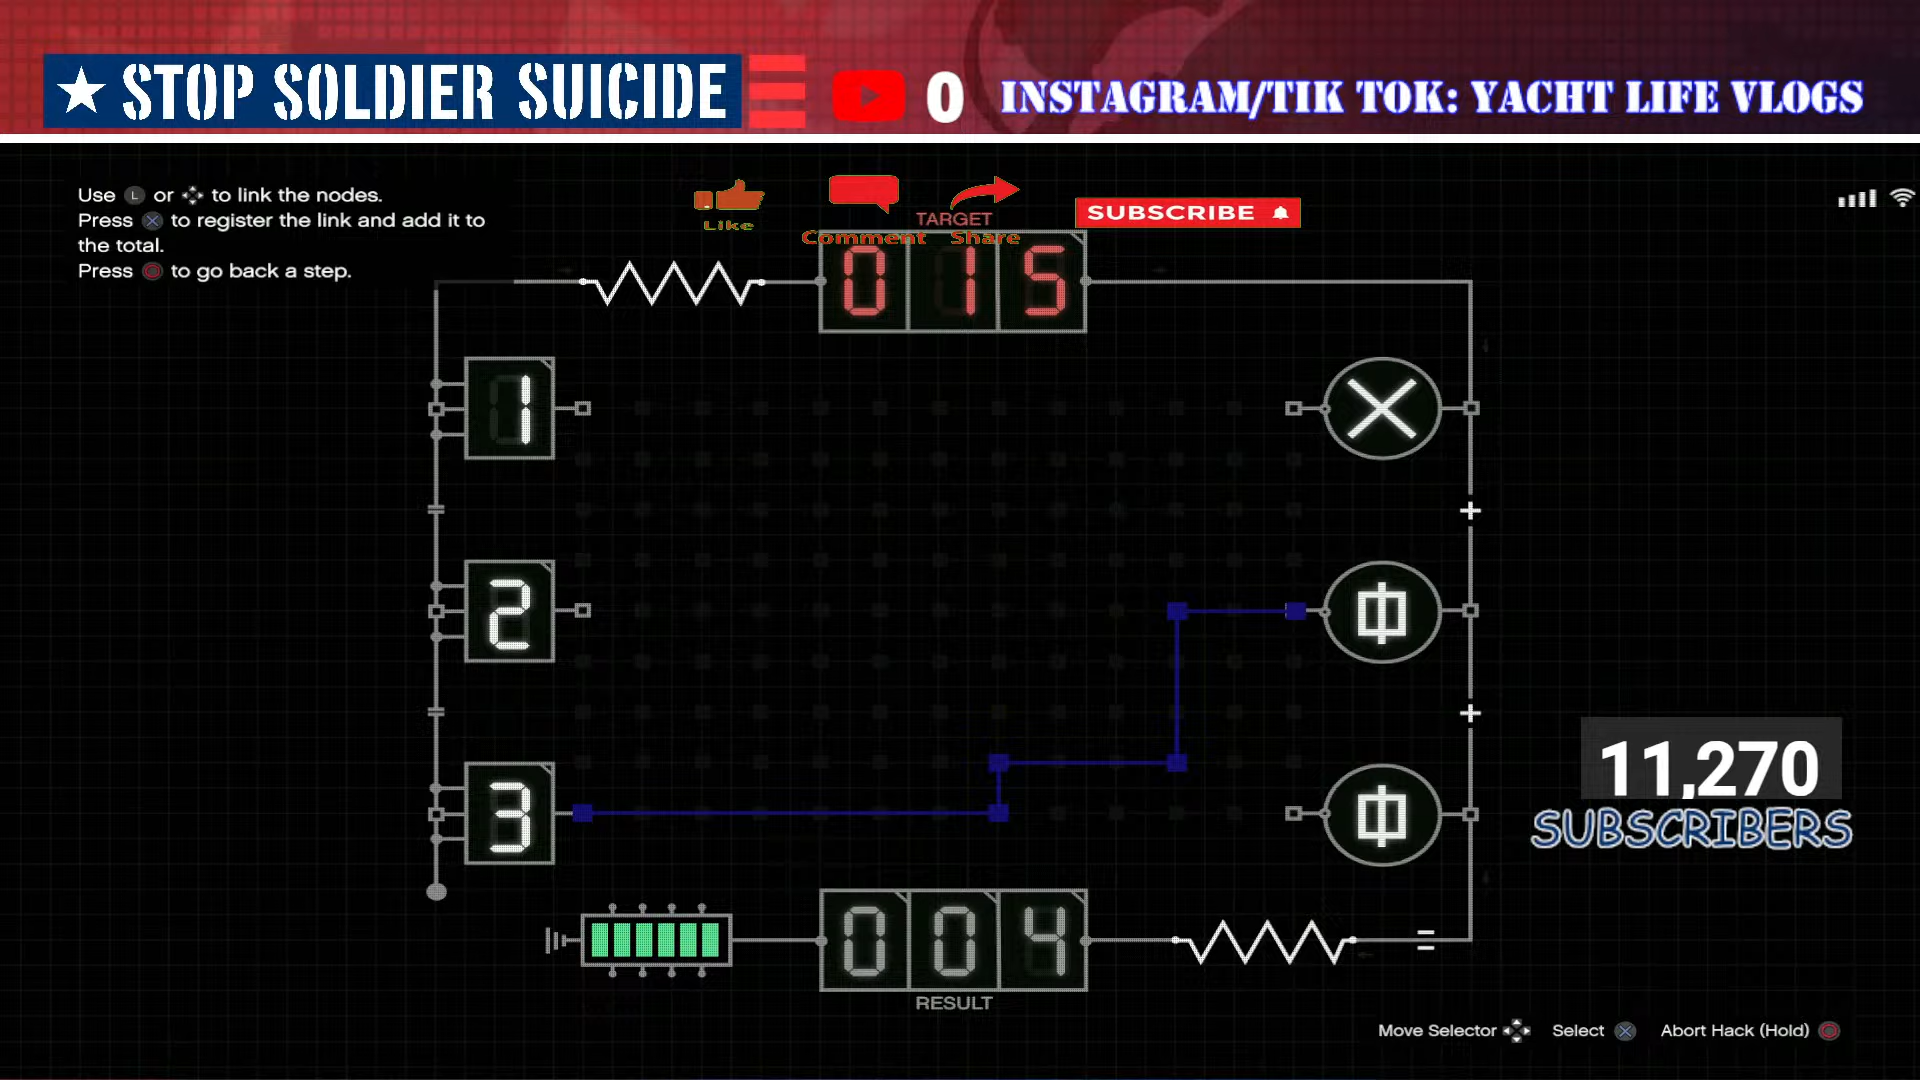 STOP SOLDIER SUICIDE
0
INSTAGRAM/TIK TOK: YACHT LIFE VLOGS
Use L or to link the nodes.
Press to register the link and add it to
the total.
Press to go back a step.
Like
Comment
Share
TARGET
SUBSCRIBE
015
1
2
3
004
RESULT
11,270
SUBSCRIBERS
Move Selector Select Abort Hack (Hold)